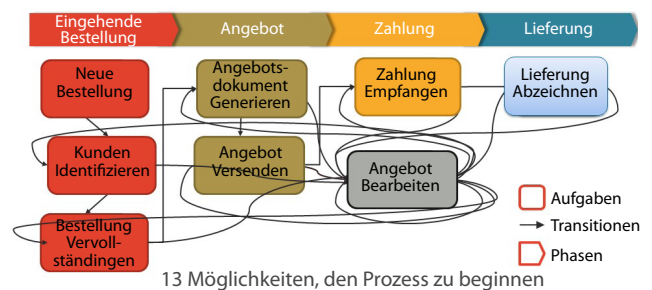 Eingehende
Bestellung
Angebot
Zahlung
Lieferung
Neue
Bestellung
Angebots-
dokument
Generieren
Zahlung
Empfangen
Lieferung
Abzeichnen
Kunden
Identifizieren
Angebot
Versenden
Angebot
Bearbeiten
Bestellung
Vervoll-
ständingen
Aufgaben
Transitionen
Phasen
13 Möglichkeiten, den Prozess zu beginnen